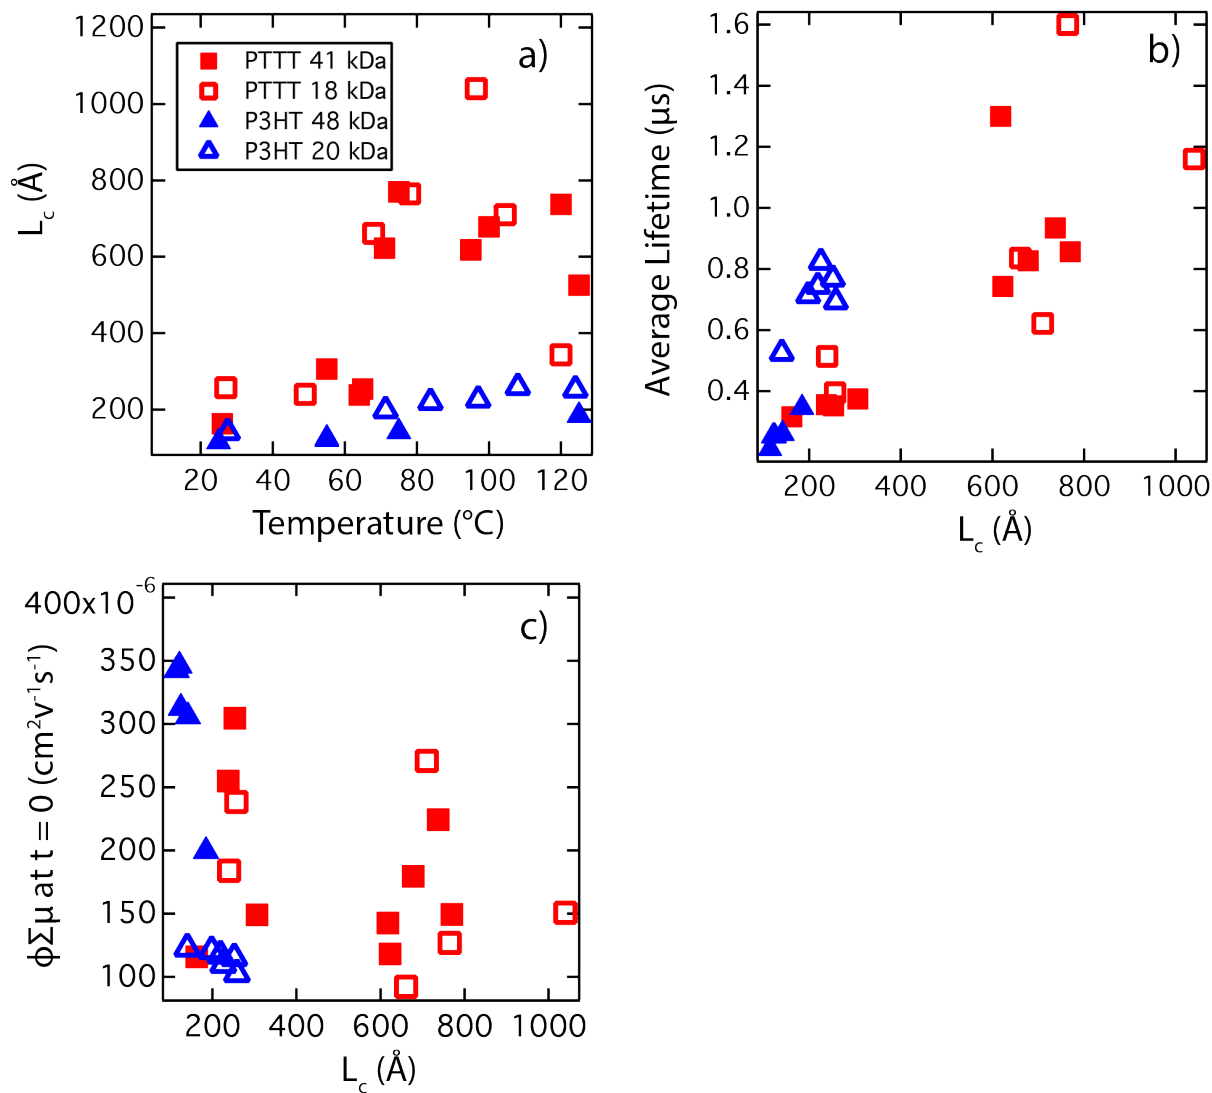 a)
1200
1000
800
600
400
200
L_c (Å)
PTTT 41 kDa
PTTT 18 kDa
P3HT 48 kDa
P3HT 20 kDa
20 40 60 80 100 120
Temperature (°C)
b)
1.6
1.4
1.2
1.0
0.8
0.6
0.4
Average Lifetime (μs)
200 400 600 800 1000
L_c (Å)
c)
400x10⁻⁶
350
300
250
200
150
100
ϕΣμ at t = 0 (cm²v⁻¹s⁻¹)
200 400 600 800 1000
L_c (Å)